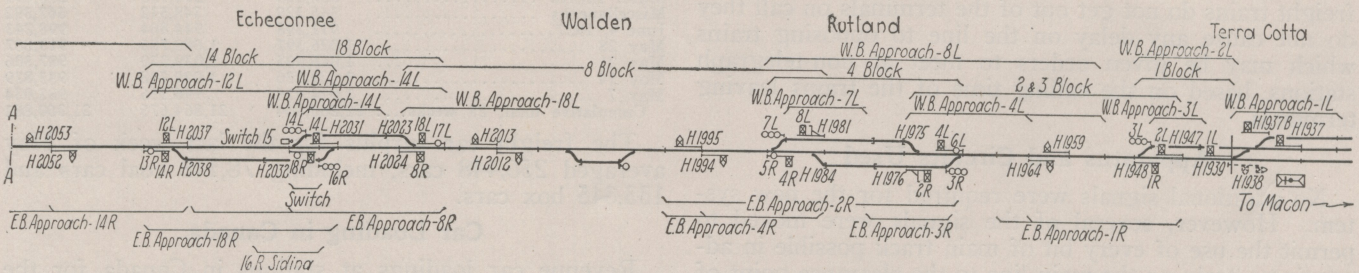 Echeconnee Walden Rutland Terra Cotta
14 Block 18 Block 8 Block W.B. Approach-8L W.B. Approach-2L
W.B. Approach-12L W.B. Approach-14L 4 Block 2 & 3 Block 1 Block
W.B. Approach-14L W.B. Approach-18L W.B. Approach-7L W.B. Approach-4L W.B. Approach-3L W.B. Approach-1L
A H2053 12L H2037 Switch 15 14L 14L H2031 H2023 18L 17L H2013 H1995 7L 8L H1981 H1975 4L 6L H1959 3L 2L H1947 1L H1937B H1937
A H2052 13R 14R H2038 H2032 18R 16R H2024 8R H2012 H1994 5R 4R H1984 H1976 2R 3R H1964 H1948 1R H1939 H1938
Switch To Macon
E.B. Approach-14R E.B. Approach-18R E.B. Approach-8R E.B. Approach-4R E.B. Approach-2R E.B. Approach-3R E.B. Approach-1R
16R Siding